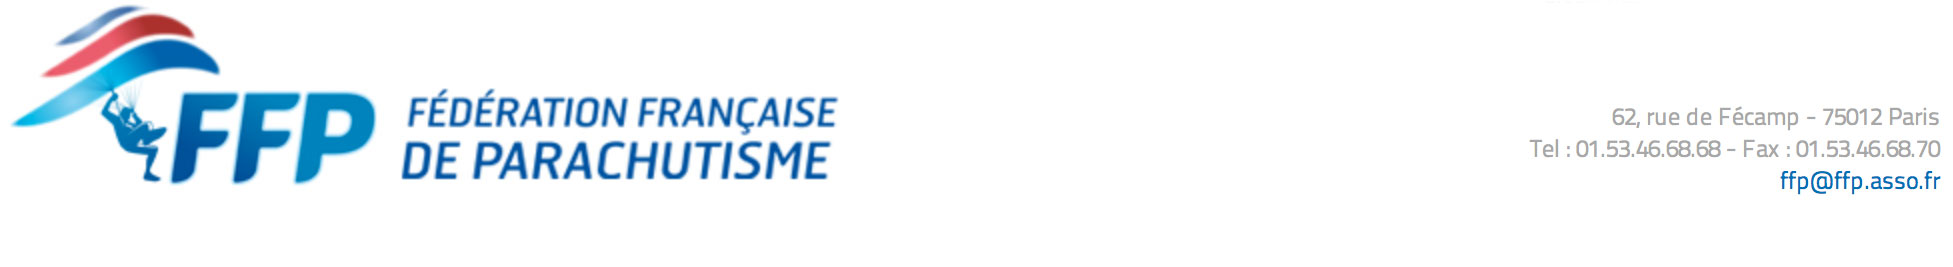 FFP
FÉDÉRATION FRANÇAISE
DE PARACHUTISME
62, rue de Fécamp - 75012 Paris
Tel : 01.53.46.68.68 - Fax : 01.53.46.68.70
ffp@ffp.asso.fr